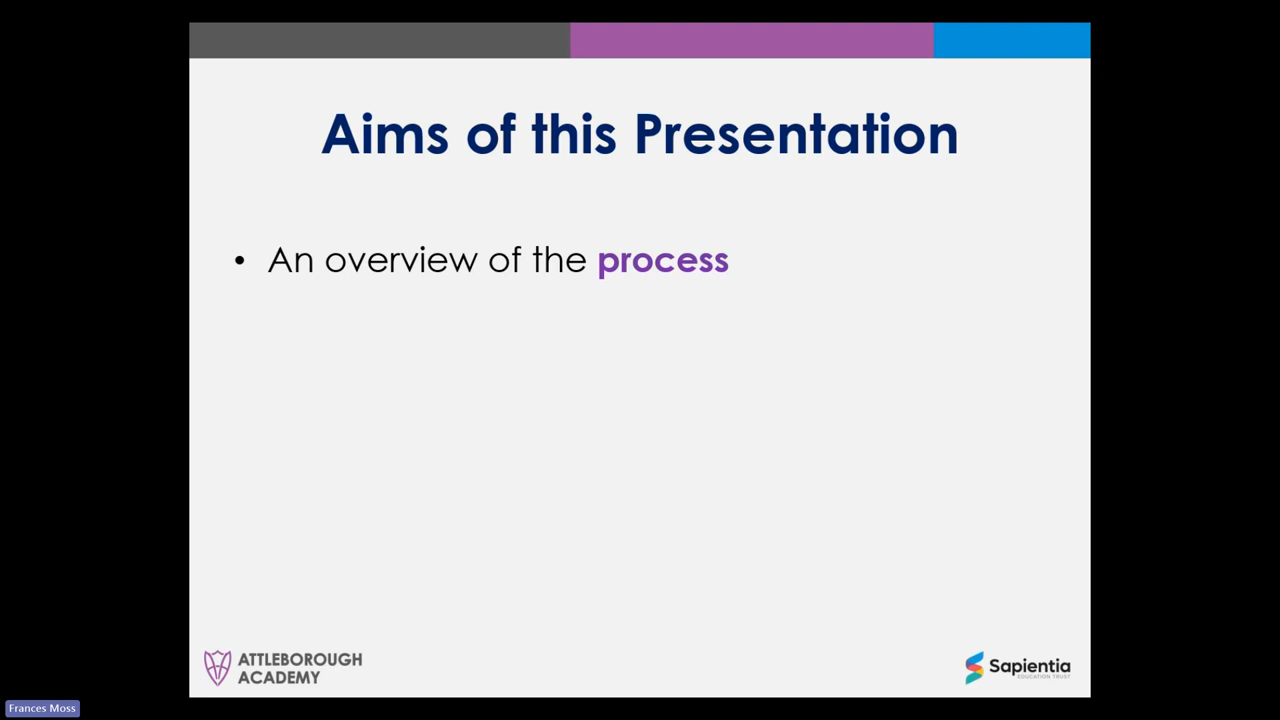 Aims of this Presentation
• An overview of the process
ATTLEBOROUGH
ACADEMY
Sapientia
EDUCATION TRUST
Frances Moss